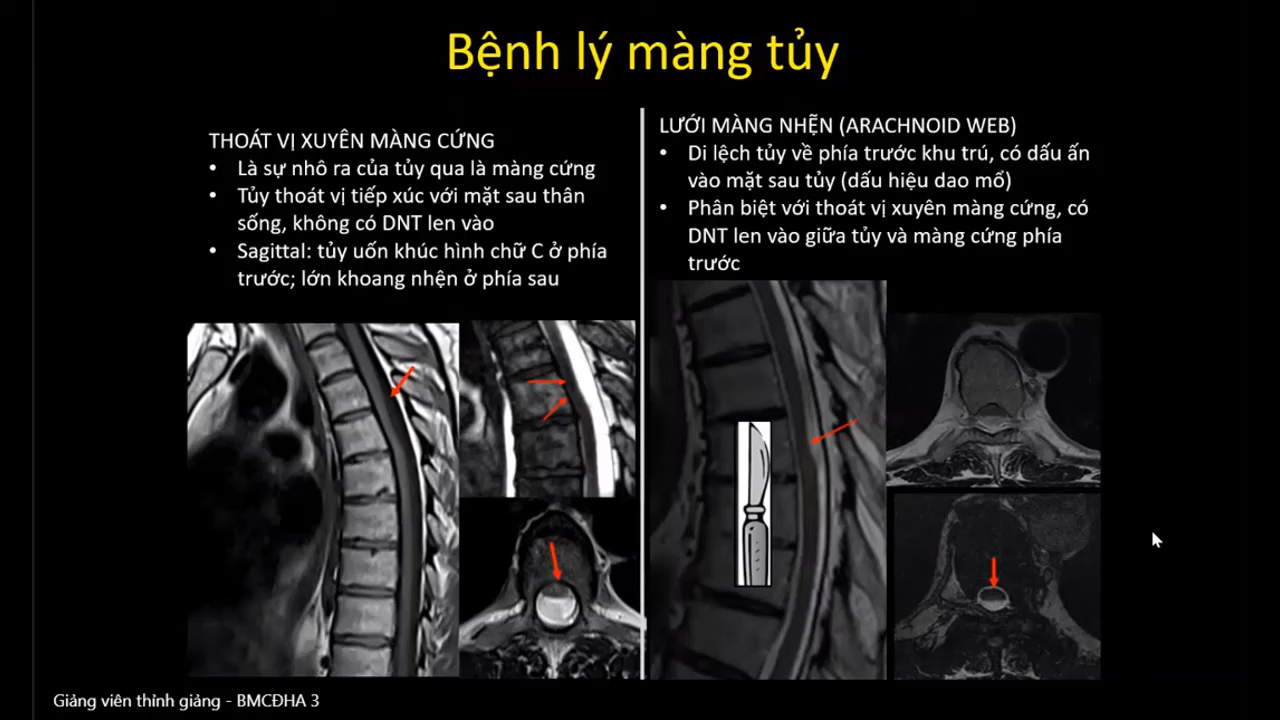 Bệnh lý màng tủy
THOÁT VỊ XUYÊN MÀNG CỨNG
• Là sự nhô ra của tủy qua là màng cứng
• Tủy thoát vị tiếp xúc với mặt sau thân
sống, không có DNT len vào
• Sagittal: tủy uốn khúc hình chữ C ở phía
trước; lớn khoang nhện ở phía sau
LƯỚI MÀNG NHỆN (ARACHNOID WEB)
• Di lệch tủy về phía trước khu trú, có dấu ấn
vào mặt sau tủy (dấu hiệu dao mổ)
• Phân biệt với thoát vị xuyên màng cứng, có
DNT len vào giữa tủy và màng cứng phía
trước
Giảng viên thỉnh giảng - BMCĐHA 3